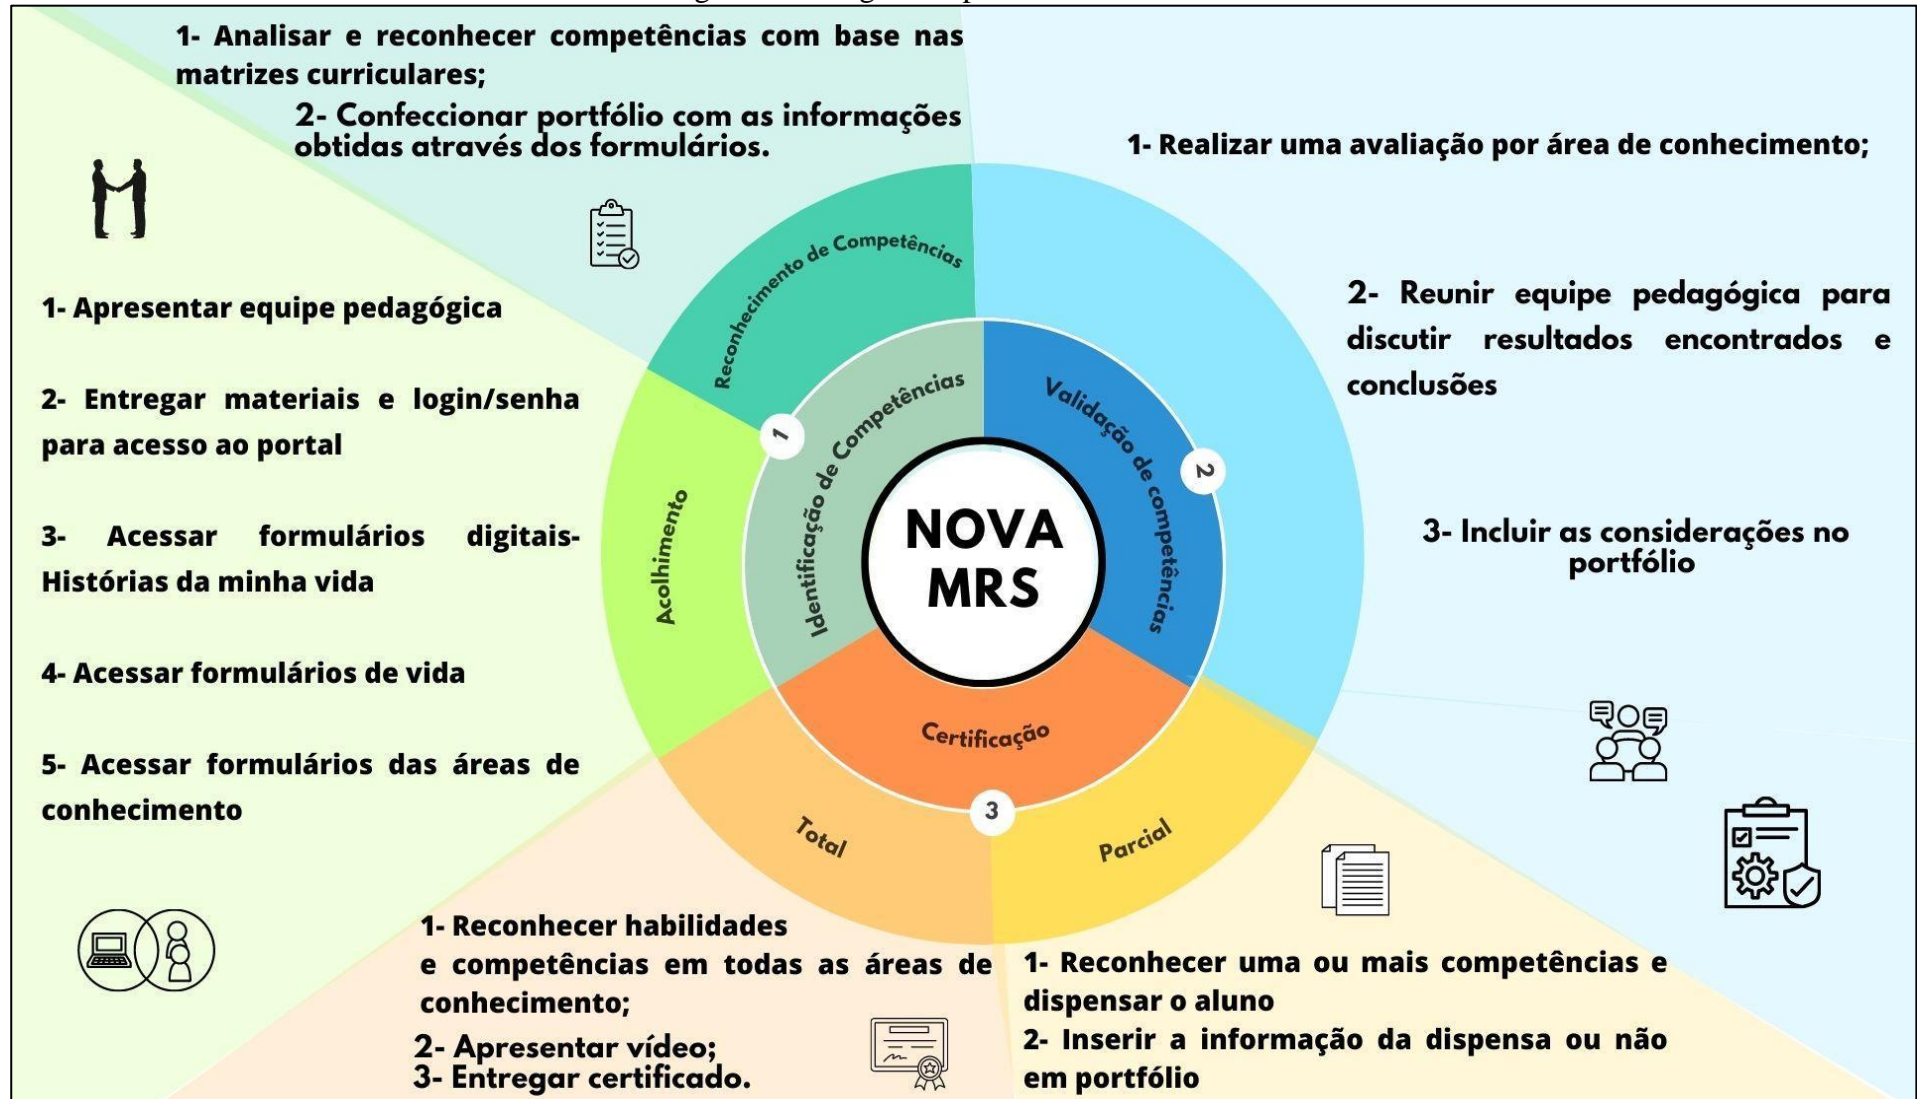 1- Analisar e reconhecer competências com base nas
matrizes curriculares;
2- Confeccionar portfólio com as informações
obtidas através dos formulários.
1- Realizar uma avaliação por área de conhecimento;
2- Reunir equipe pedagógica para
discutir resultados encontrados e
conclusões
3- Incluir as considerações no
portfólio
1- Apresentar equipe pedagógica
2- Entregar materiais e login/senha
para acesso ao portal
3- Acessar formulários digitais-
Histórias da minha vida
4- Acessar formulários de vida
5- Acessar formulários das áreas de
conhecimento
Reconhecimento de Competências
Acolhimento
1
Identificação de Competências
Validação de competências
2
NOVA
MRS
Certificação
3
Total
Parcial
1- Reconhecer habilidades
e competências em todas as áreas de
conhecimento;
2- Apresentar vídeo;
3- Entregar certificado.
1- Reconhecer uma ou mais competências e
dispensar o aluno
2- Inserir a informação da dispensa ou não
em portfólio